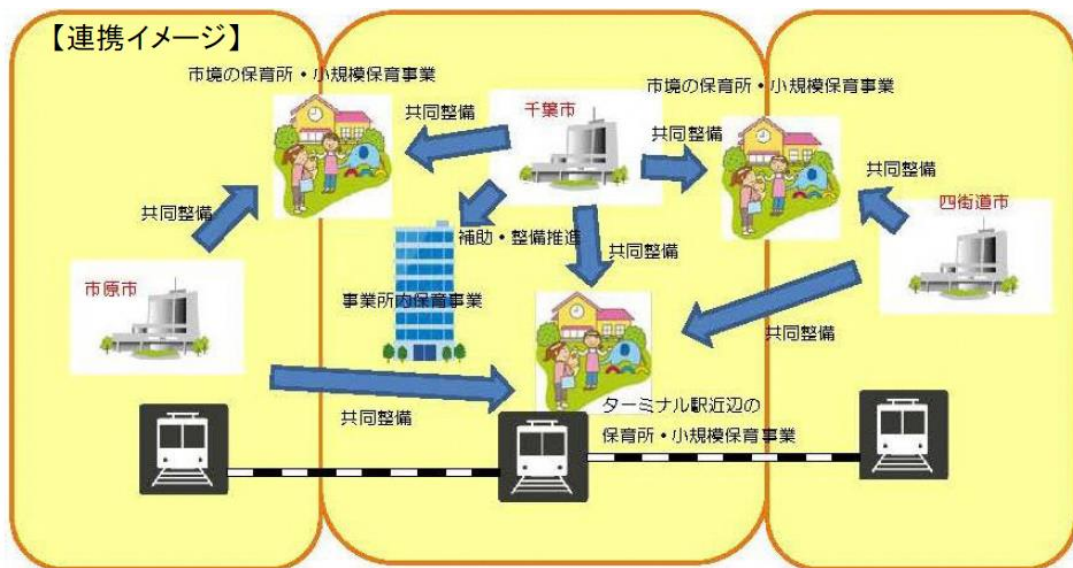 【連携イメージ】
市境の保育所・小規模保育事業
市境の保育所・小規模保育事業
千葉市
共同整備
共同整備
共同整備
四街道市
共同整備
補助・整備推進
共同整備
市原市
事業所内保育事業
共同整備
共同整備
ターミナル駅近辺の
保育所・小規模保育事業